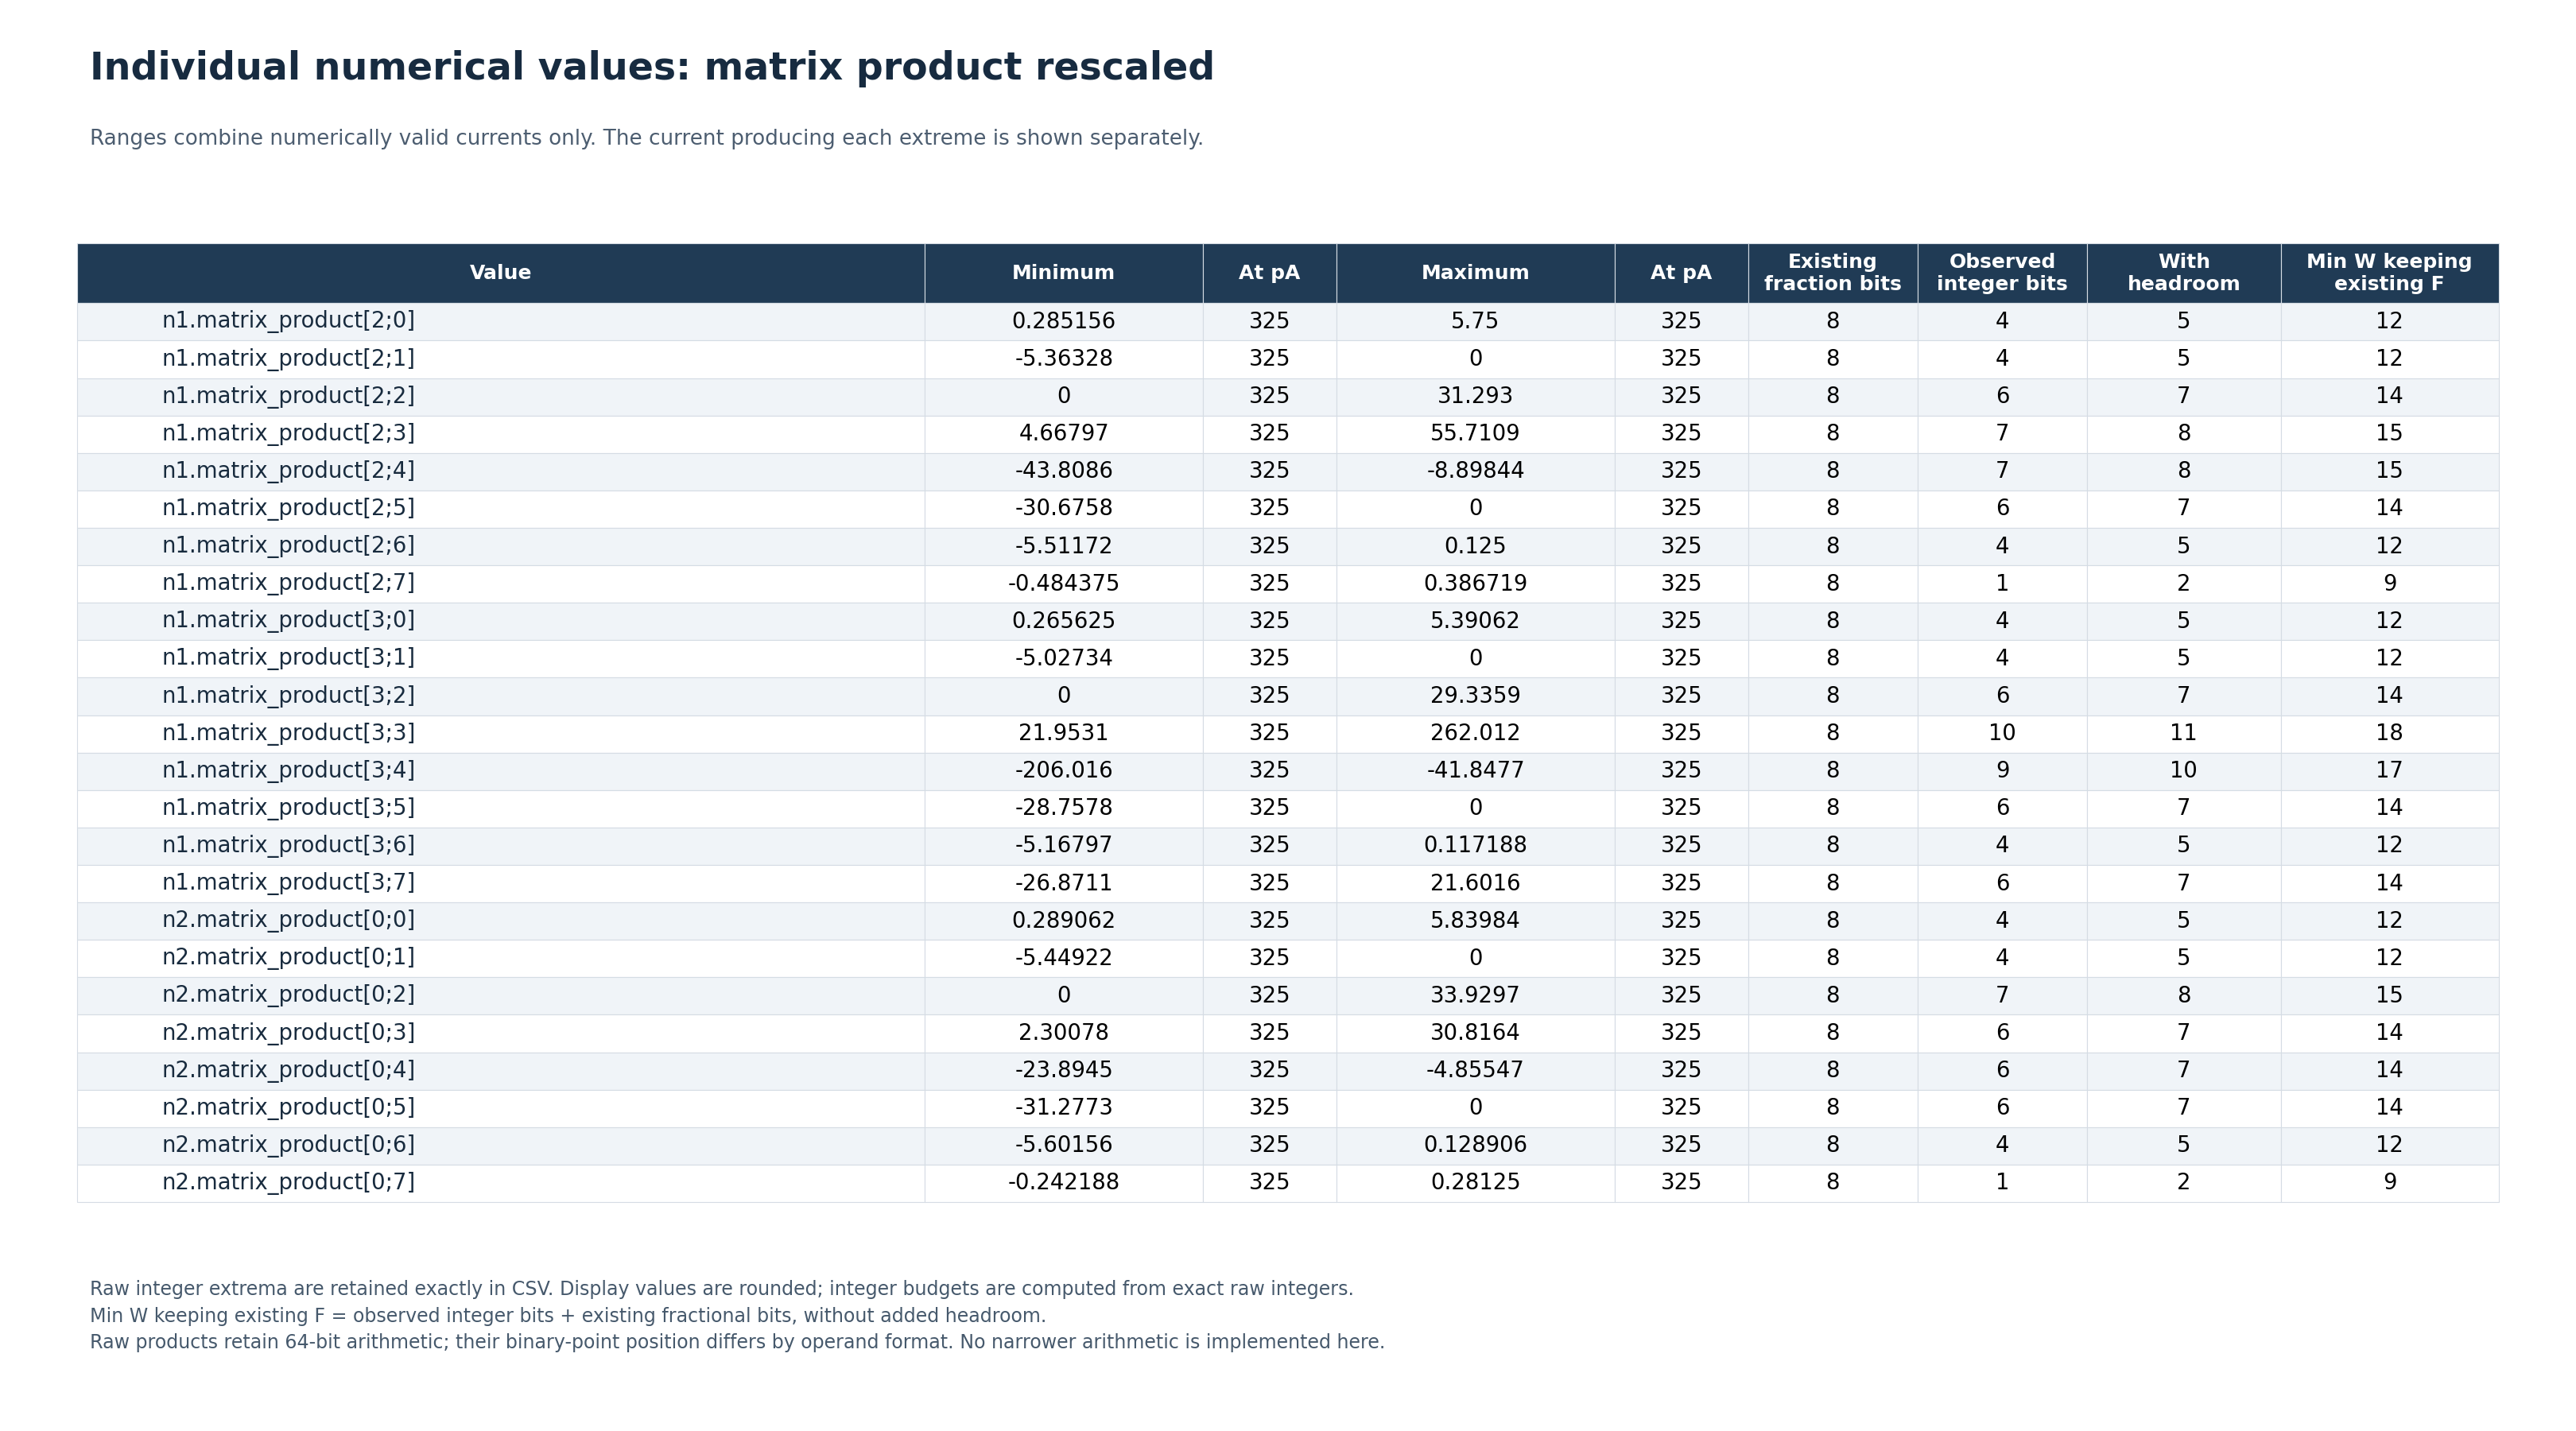 Individual numerical values: matrix product rescaled
Ranges combine numerically valid currents only. The current producing each extreme is shown separately.
Value Minimum At pA Maximum At pA Existing fraction bits Observed integer bits With headroom Min W keeping existing F
n1.matrix_product[2;0] 0.285156 325 5.75 325 8 4 5 12
n1.matrix_product[2;1] -5.36328 325 0 325 8 4 5 12
n1.matrix_product[2;2] 0 325 31.293 325 8 6 7 14
n1.matrix_product[2;3] 4.66797 325 55.7109 325 8 7 8 15
n1.matrix_product[2;4] -43.8086 325 -8.89844 325 8 7 8 15
n1.matrix_product[2;5] -30.6758 325 0 325 8 6 7 14
n1.matrix_product[2;6] -5.51172 325 0.125 325 8 4 5 12
n1.matrix_product[2;7] -0.484375 325 0.386719 325 8 1 2 9
n1.matrix_product[3;0] 0.265625 325 5.39062 325 8 4 5 12
n1.matrix_product[3;1] -5.02734 325 0 325 8 4 5 12
n1.matrix_product[3;2] 0 325 29.3359 325 8 6 7 14
n1.matrix_product[3;3] 21.9531 325 262.012 325 8 10 11 18
n1.matrix_product[3;4] -206.016 325 -41.8477 325 8 9 10 17
n1.matrix_product[3;5] -28.7578 325 0 325 8 6 7 14
n1.matrix_product[3;6] -5.16797 325 0.117188 325 8 4 5 12
n1.matrix_product[3;7] -26.8711 325 21.6016 325 8 6 7 14
n2.matrix_product[0;0] 0.289062 325 5.83984 325 8 4 5 12
n2.matrix_product[0;1] -5.44922 325 0 325 8 4 5 12
n2.matrix_product[0;2] 0 325 33.9297 325 8 7 8 15
n2.matrix_product[0;3] 2.30078 325 30.8164 325 8 6 7 14
n2.matrix_product[0;4] -23.8945 325 -4.85547 325 8 6 7 14
n2.matrix_product[0;5] -31.2773 325 0 325 8 6 7 14
n2.matrix_product[0;6] -5.60156 325 0.128906 325 8 4 5 12
n2.matrix_product[0;7] -0.242188 325 0.28125 325 8 1 2 9
Raw integer extrema are retained exactly in CSV. Display values are rounded; integer budgets are computed from exact raw integers.
Min W keeping existing F = observed integer bits + existing fractional bits, without added headroom.
Raw products retain 64-bit arithmetic; their binary-point position differs by operand format. No narrower arithmetic is implemented here.